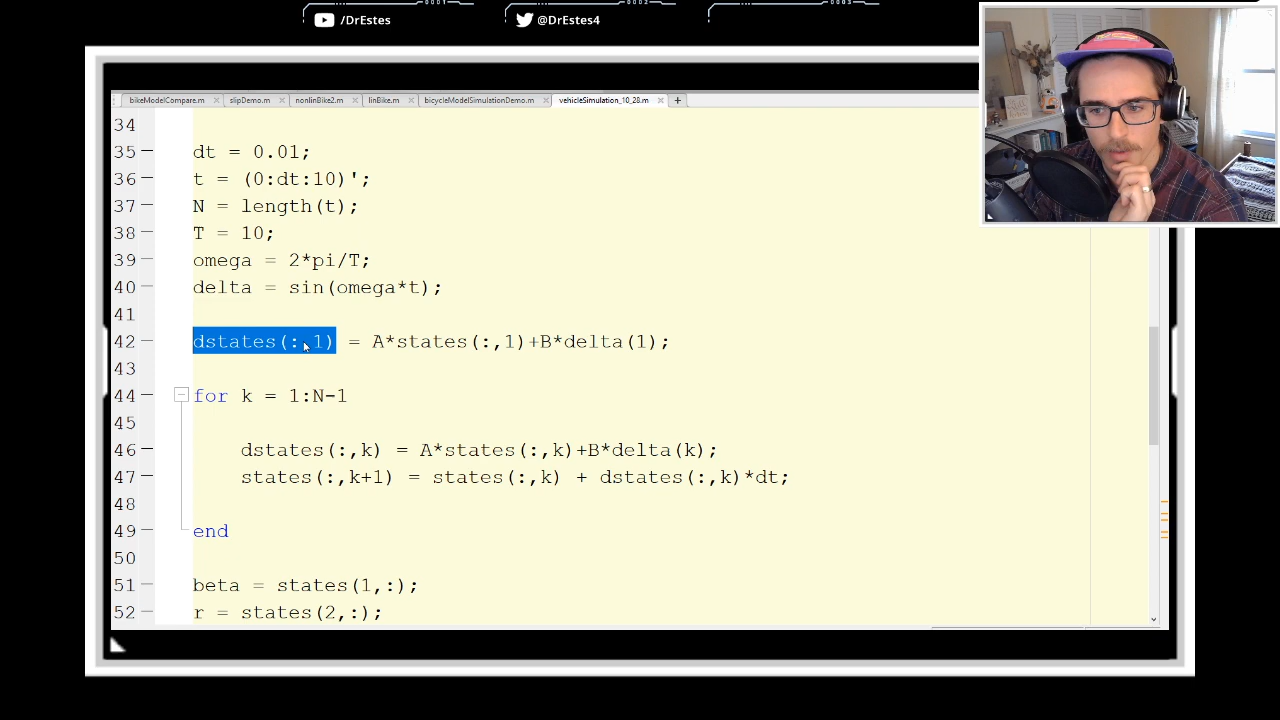 0001 0002 0003
/DrEstes @DrEstes4
bikeModelCompare.m slipDemo.m nonlinBike2.m linBike.m bicycleModelSimulationDemo.m vehicleSimulation_10_28.m
34
35 dt = 0.01;
36 t = (0:dt:10)';
37 N = length(t);
38 T = 10;
39 omega = 2*pi/T;
40 delta = sin(omega*t);
41
42 dstates(:,1) = A*states(:,1)+B*delta(1);
43
44 for k = 1:N-1
45
46 dstates(:,k) = A*states(:,k)+B*delta(k);
47 states(:,k+1) = states(:,k) + dstates(:,k)*dt;
48
49 end
50
51 beta = states(1,:);
52 r = states(2,:);